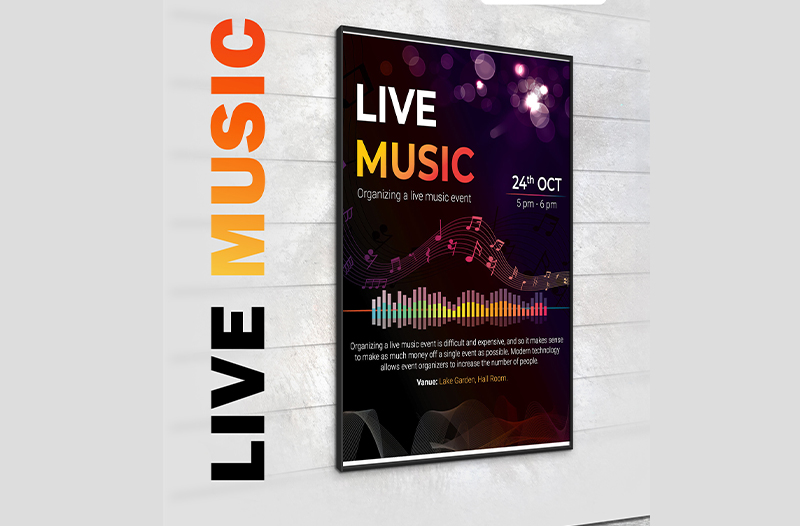 LIVE MUSIC
LIVE
MUSIC
Organizing a live music event
24th OCT
5 pm - 6 pm
Organizing a live music event is difficult and expensive, and so it makes sense
to make as much money off a single event as possible. Modern technology
allows event organizers to increase the number of people.
Vanue: Lake Garden, Hall Room.